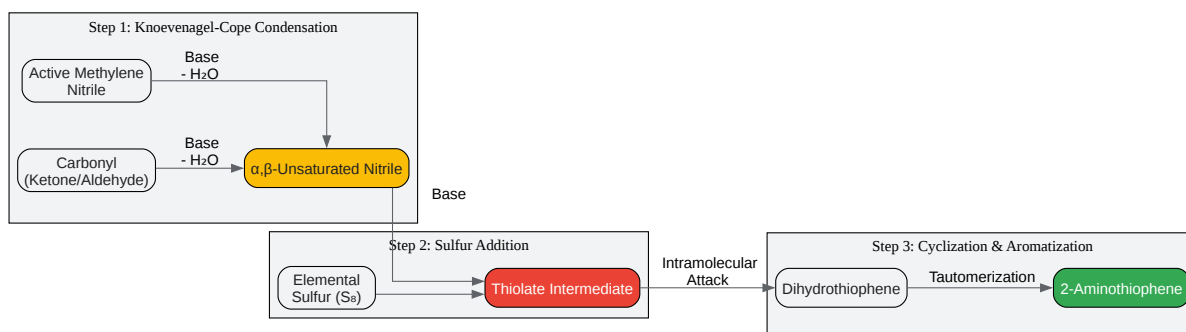 Step 1: Knoevenagel-Cope Condensation
Active Methylene
Nitrile
Base
- H₂O
Carbonyl
(Ketone/Aldehyde)
Base
- H₂O
α,β-Unsaturated Nitrile
Base
Step 2: Sulfur Addition
Elemental
Sulfur (S₈)
Thiolate Intermediate
Intramolecular
Attack
Step 3: Cyclization & Aromatization
Dihydrothiophene
Tautomerization
2-Aminothiophene